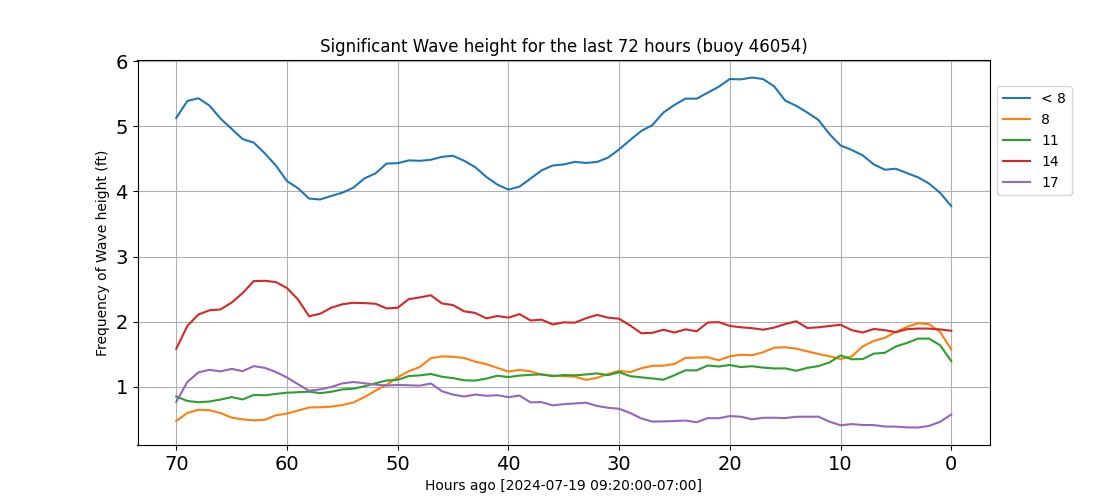 Significant Wave height for the last 72 hours (buoy 46054)
Frequency of Wave height (ft)
6
5
4
3
2
1
70 60 50 40 30 20 10 0
Hours ago [2024-07-19 09:20:00-07:00]
< 8
8
11
14
17